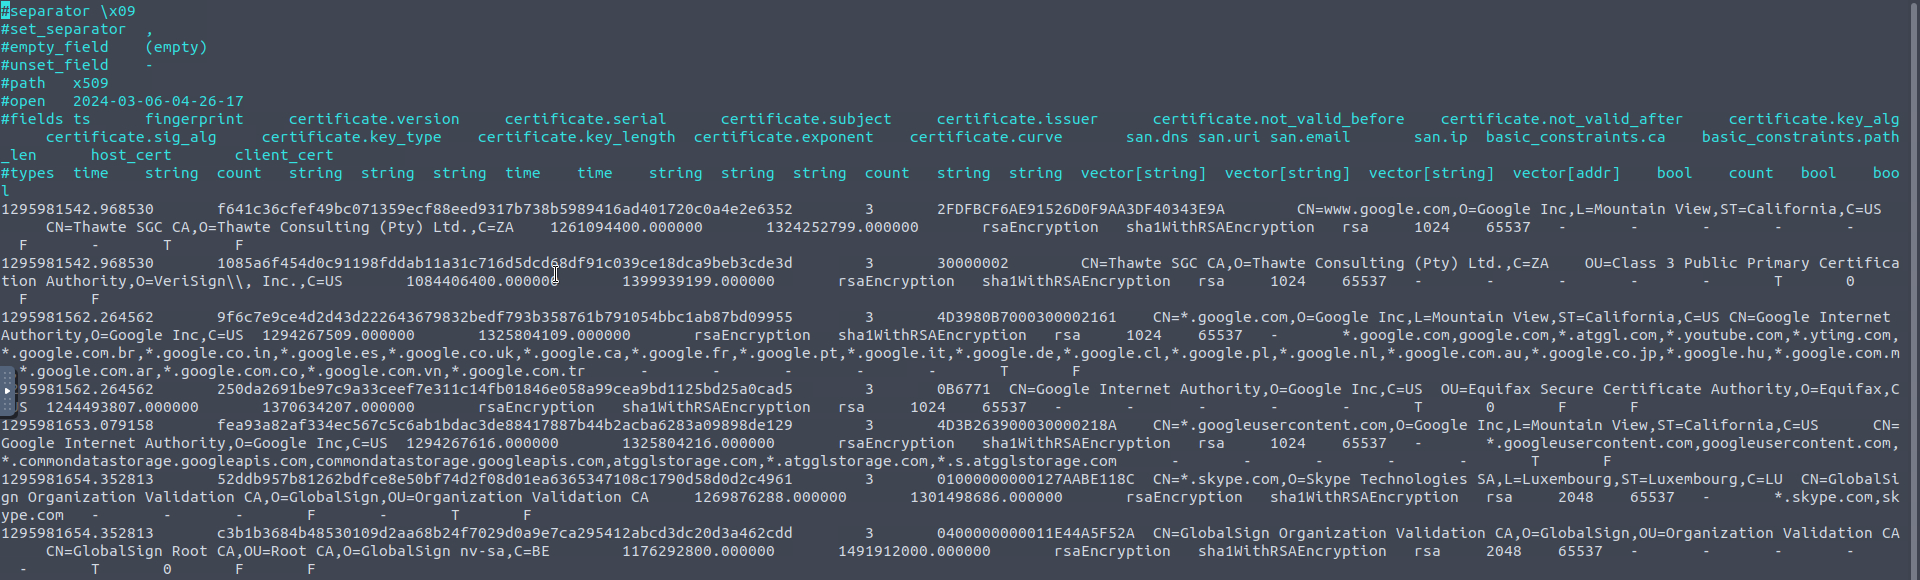 #separator \x09
#set_separator  ,
#empty_field    (empty)
#unset_field    -
#path   x509
#open   2024-03-06-04-26-17
#fields ts      fingerprint     certificate.version     certificate.serial      certificate.subject     certificate.issuer      certificate.not_valid_before    certificate.not_valid_after     certificate.key_alg
certificate.sig_alg     certificate.key_type    certificate.key_length  certificate.exponent    certificate.curve       san.dns san.uri san.email       san.ip  basic_constraints.ca    basic_constraints.path
_len      host_cert       client_cert
#types  time    string  count   string  string  string  time    time    string  string  string  count   string  string  vector[string]  vector[string]  vector[string]  vector[addr]    bool    count   bool    boo
l
1295981542.968530       f641c36cfef49bc071359ecf88eed9317b738b5989416ad401720c0a4e2e6352        3       2FDFBCF6AE91526D0F9AA3DF40343E9A        CN=www.google.com,O=Google Inc,L=Mountain View,ST=California,C=US
CN=Thawte SGC CA,O=Thawte Consulting (Pty) Ltd.,C=ZA    1261094400.000000       1324252799.000000       rsaEncryption   sha1WithRSAEncryption   rsa     1024    65537   -       -       -       -       -
F       -       T       F
1295981542.968530       1085a6f454d0c91198fddab11a31c716d5dcd68df91c039ce18dca9beb3cde3d        3       30000002        CN=Thawte SGC CA,O=Thawte Consulting (Pty) Ltd.,C=ZA    OU=Class 3 Public Primary Certifica
tion Authority,O=VeriSign\\, Inc.,C=US       1084406400.000000       1399939199.000000       rsaEncryption   sha1WithRSAEncryption   rsa     1024    65537   -       -       -       -       -       T       0
F       F
1295981562.264562       9f6c7e9ce4d2d43d222643679832bedf793b358761b791054bbc1ab87bd09955        3       4D3980B7000300002161    CN=*.google.com,O=Google Inc,L=Mountain View,ST=California,C=US CN=Google Internet
Authority,O=Google Inc,C=US  1294267509.000000       1325804109.000000       rsaEncryption   sha1WithRSAEncryption   rsa     1024    65537   -       *.google.com,google.com,*.atggl.com,*.youtube.com,*.ytimg.com,
*.google.com.br,*.google.co.in,*.google.es,*.google.co.uk,*.google.ca,*.google.fr,*.google.pt,*.google.it,*.google.de,*.google.cl,*.google.pl,*.google.nl,*.google.com.au,*.google.co.jp,*.google.hu,*.google.com.m
*.google.com.ar,*.google.com.co,*.google.com.vn,*.google.com.tr      -       -       -       -       -       T       F
295981562.264562       250da2691be97c9a33ceef7e311c14fb01846e058a99cea9bd1125bd25a0cad5        3       0B6771  CN=Google Internet Authority,O=Google Inc,C=US  OU=Equifax Secure Certificate Authority,O=Equifax,C
S  1244493807.000000       1370634207.000000       rsaEncryption   sha1WithRSAEncryption   rsa     1024    65537   -       -       -       -       -       T       0       F       F
1295981653.079158       fea93a82af334ec567c5c6ab1bdac3de88417887b44b2acba6283a09898de129        3       4D3B263900030000218A    CN=*.googleusercontent.com,O=Google Inc,L=Mountain View,ST=California,C=US      CN=
Google Internet Authority,O=Google Inc,C=US  1294267616.000000       1325804216.000000       rsaEncryption   sha1WithRSAEncryption   rsa     1024    65537   -       *.googleusercontent.com,googleusercontent.com,
*.commondatastorage.googleapis.com,commondatastorage.googleapis.com,atgglstorage.com,*.atgglstorage.com,*.s.atgglstorage.com      -       -       -       -       -       T       F
1295981654.352813       52ddb957b81262bdfce8e50bf74d2f08d01ea6365347108c1790d58d0d2c4961        3       0100000000000127AABE118C  CN=*.skype.com,O=Skype Technologies SA,L=Luxembourg,ST=Luxembourg,C=LU  CN=GlobalSi
gn Organization Validation CA,O=GlobalSign,OU=Organization Validation CA     1269876288.000000       1301498686.000000       rsaEncryption   sha1WithRSAEncryption   rsa     2048    65537   -       *.skype.com,sk
ype.com   -       -       -       F       -       T       F
1295981654.352813       c3b1b3684b48530109d2aa68b24f7029d0a9e7ca295412abcd3dc20d3a462cdd        3       0400000000011E44A5F52A  CN=GlobalSign Organization Validation CA,O=GlobalSign,OU=Organization Validation CA
CN=GlobalSign Root CA,OU=Root CA,O=GlobalSign nv-sa,C=BE        1176292800.000000       1491912000.000000       rsaEncryption   sha1WithRSAEncryption   rsa     2048    65537   -       -       -       -
-       T       0       F       F